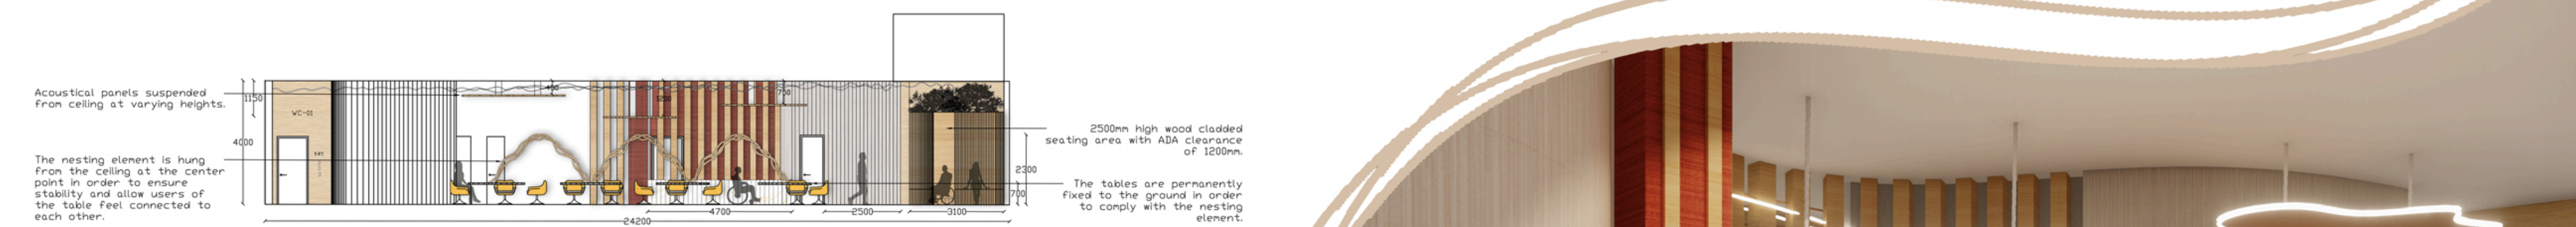 Acoustical panels suspended
from ceiling at varying heights.
The nesting element is hung
from the ceiling at the center
point in order to ensure
stability and allow users of
the table feel connected to
each other.
1150
4000
WC-01
450
1250
750
2300
700
4700
2500
3100
24200
2500mm high wood cladded
seating area with ADA clearance
of 1200mm.
The tables are permanently
fixed to the ground in order
to comply with the nesting
element.